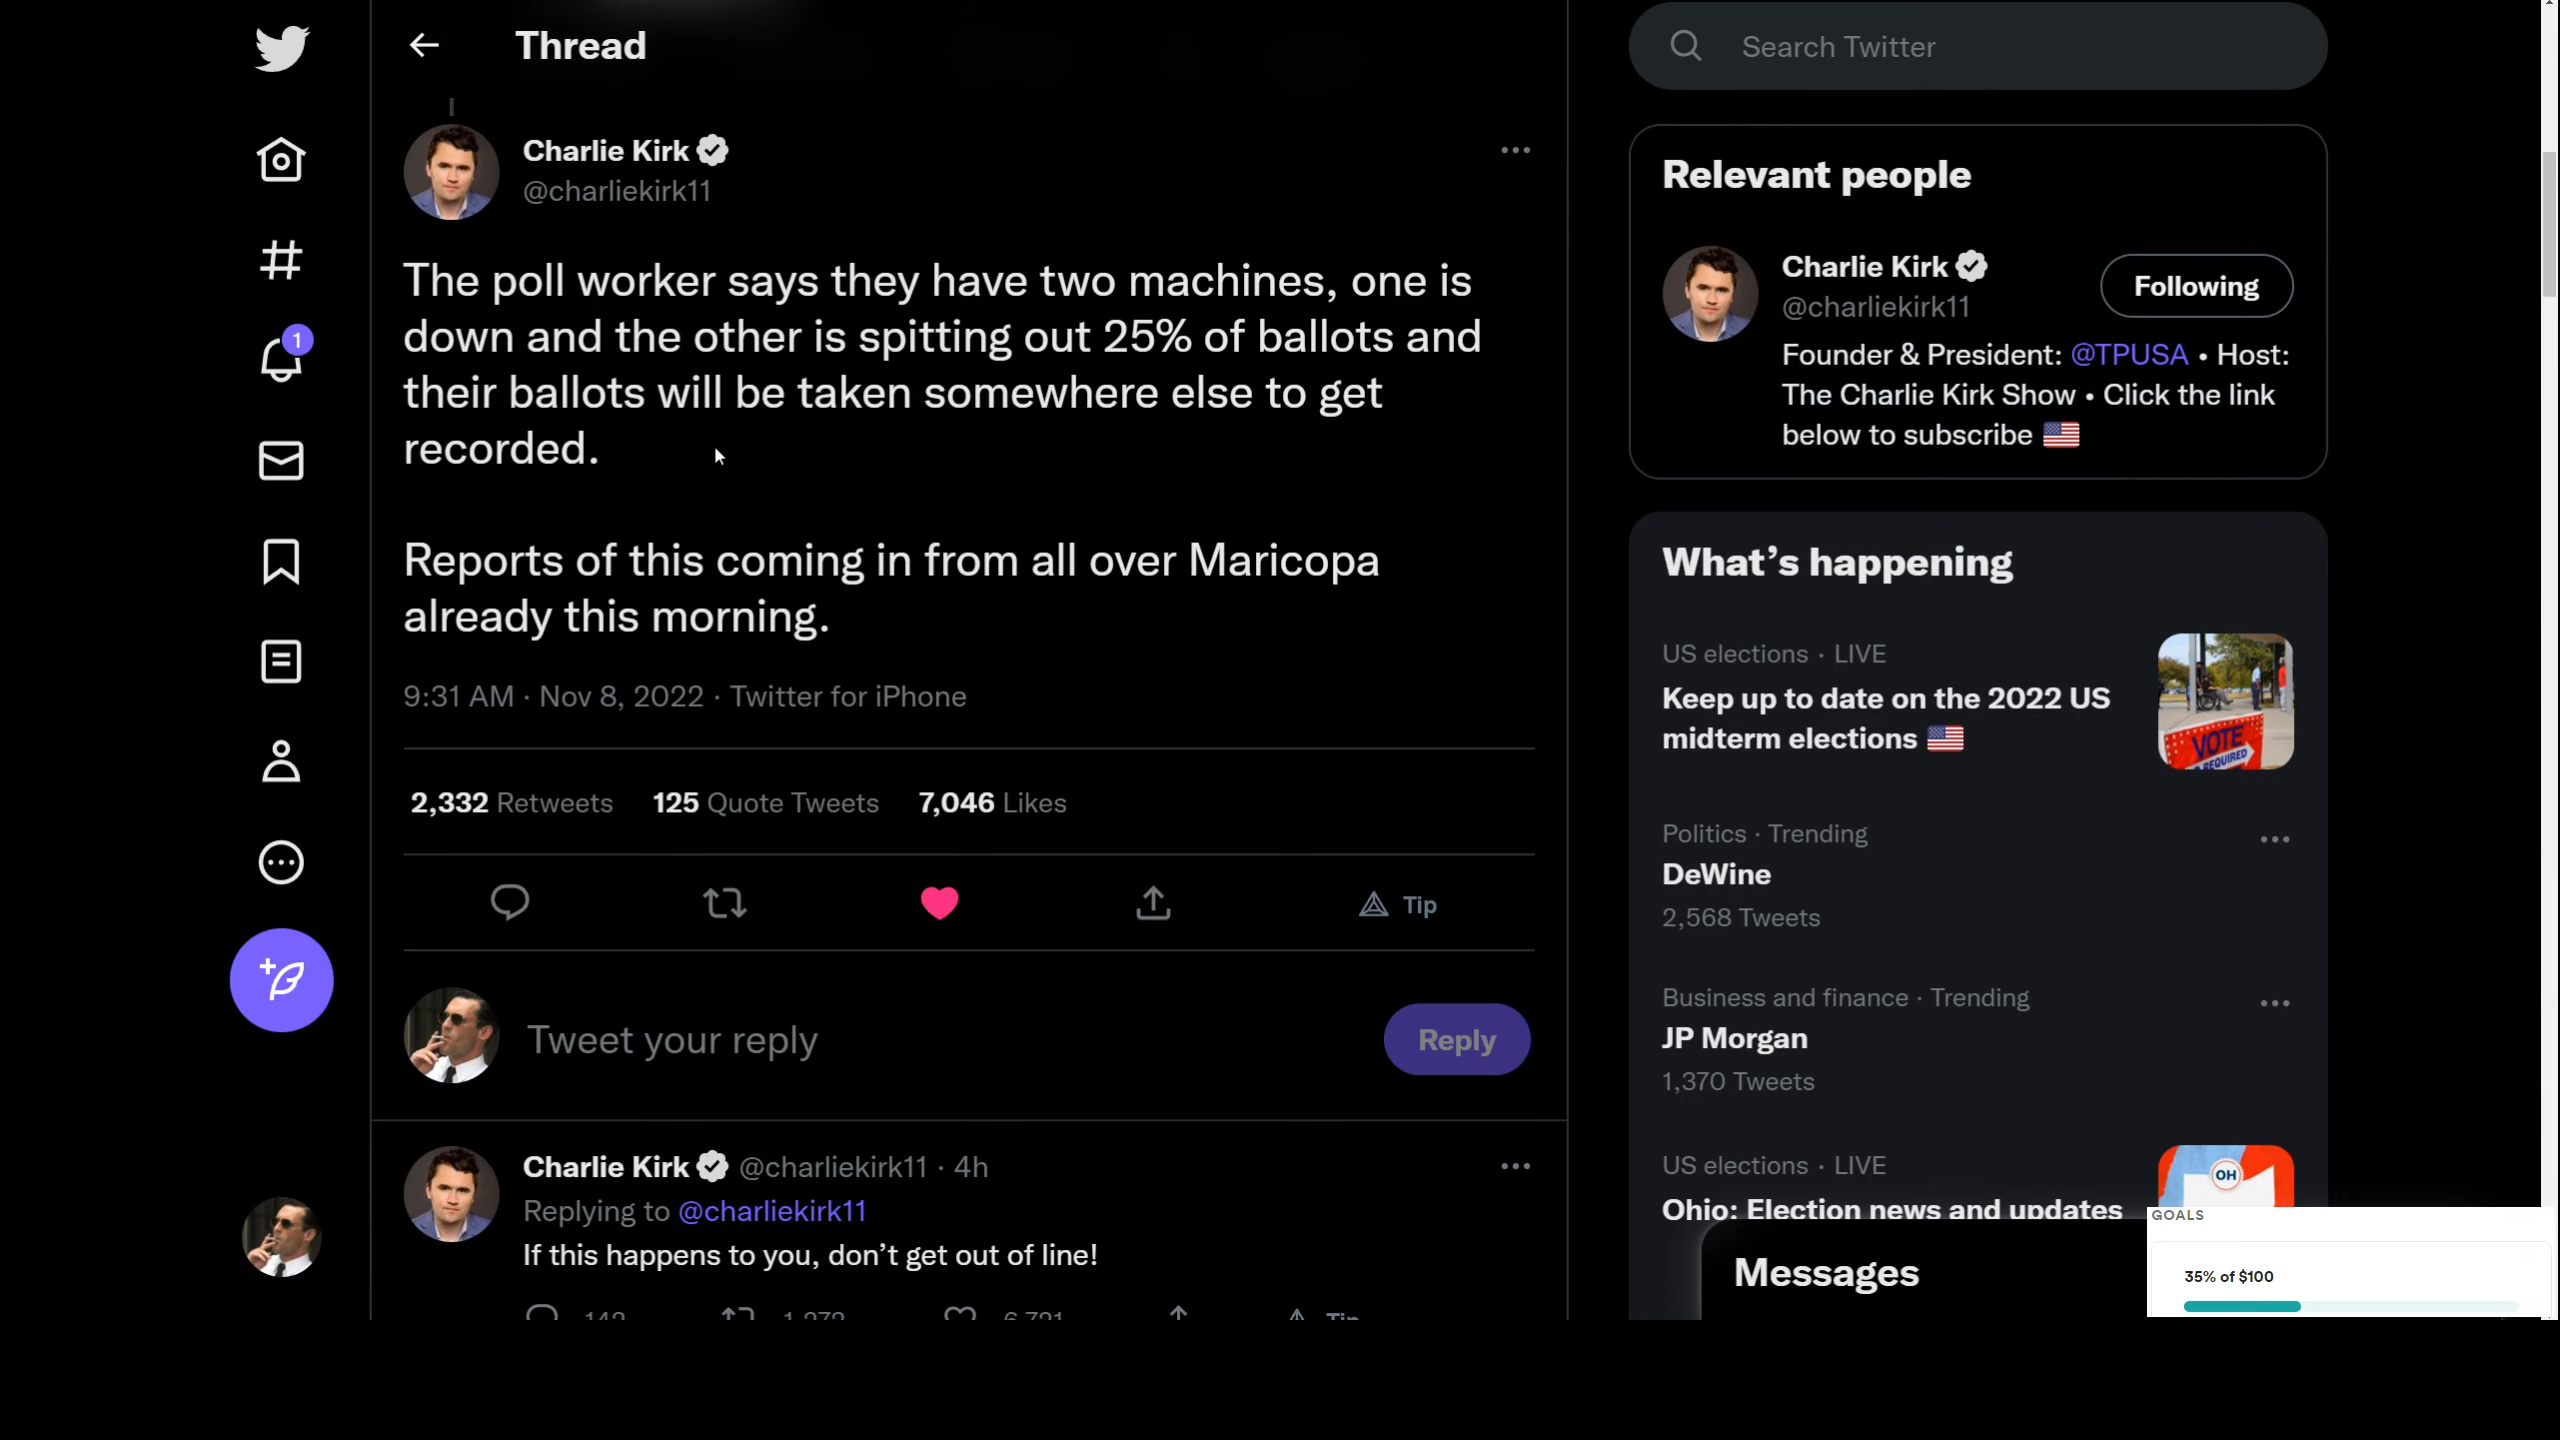 Thread
Charlie Kirk
@charliekirk11
The poll worker says they have two machines, one is
down and the other is spitting out 25% of ballots and
their ballots will be taken somewhere else to get
recorded.
Reports of this coming in from all over Maricopa
already this morning.
9:31 AM · Nov 8, 2022 · Twitter for iPhone
2,332 Retweets 125 Quote Tweets 7,046 Likes
Tip
Tweet your reply
Reply
Charlie Kirk @charliekirk11 · 4h
Replying to @charliekirk11
If this happens to you, don't get out of line!
1
Search Twitter
Relevant people
Charlie Kirk
@charliekirk11
Following
Founder & President: @TPUSA • Host:
The Charlie Kirk Show • Click the link
below to subscribe 🇺🇸
What's happening
US elections · LIVE
Keep up to date on the 2022 US
midterm elections 🇺🇸
VOTE
REQUIRED
Politics · Trending
DeWine
2,568 Tweets
Business and finance · Trending
JP Morgan
1,370 Tweets
US elections · LIVE
Ohio: Election news and updates
OH
Messages
GOALS
35% of $100